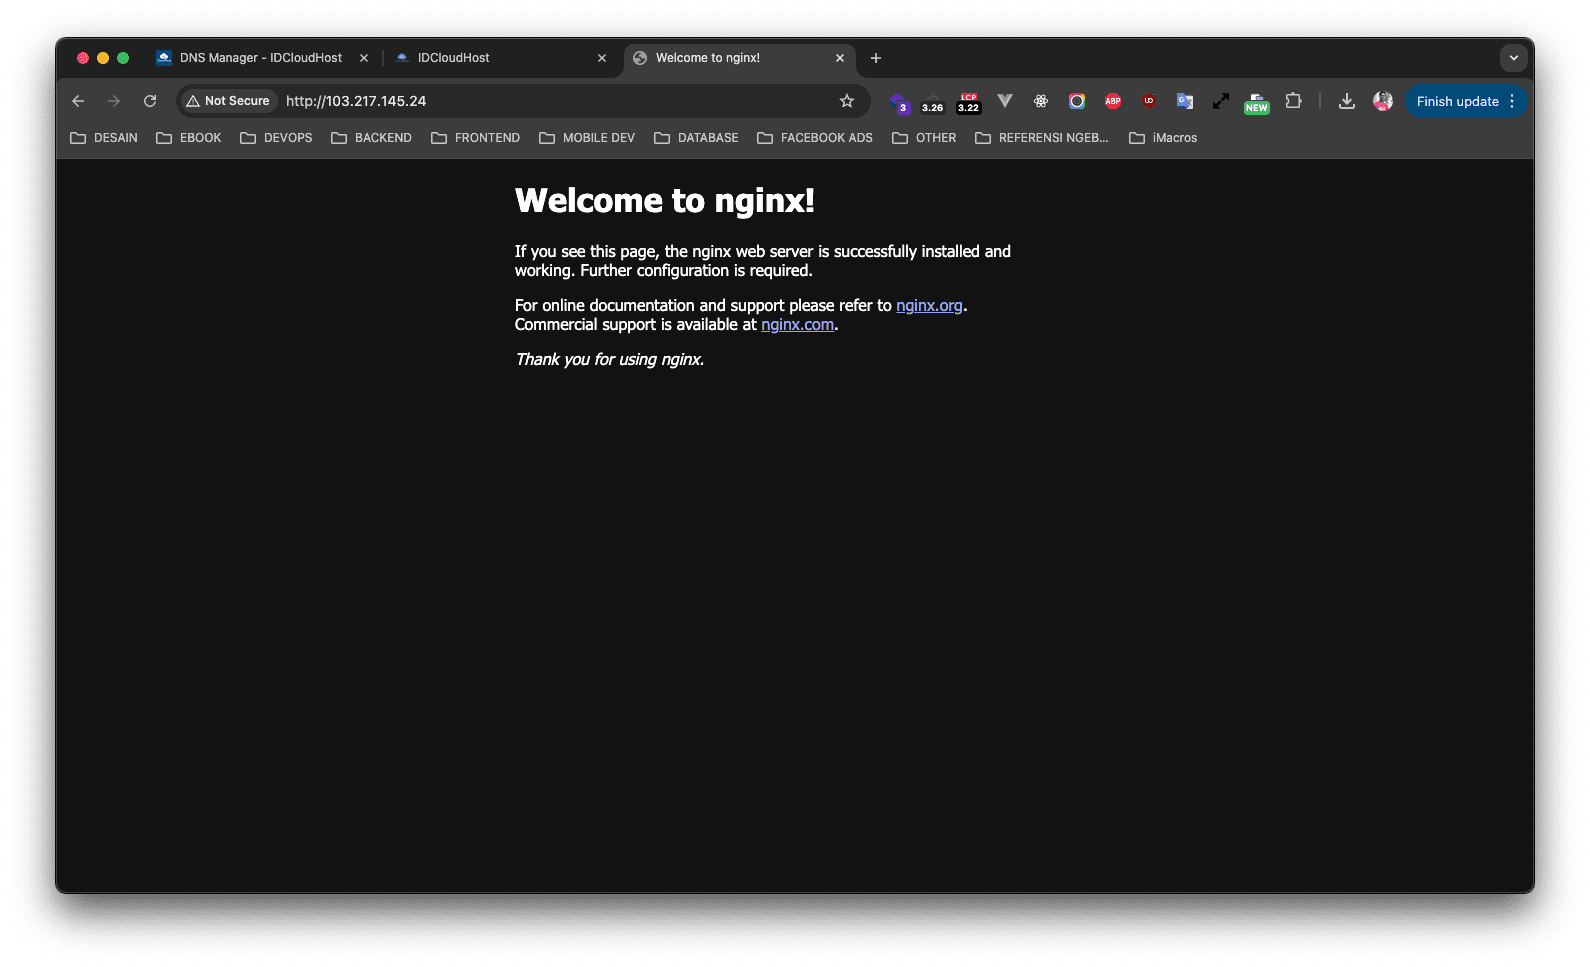 DNS Manager - IDCloudHost
IDCloudHost
Welcome to nginx!
Not Secure
http://103.217.145.24
3
3.26
LCP
3.22
ABP
NEW
Finish update
DESAIN
EBOOK
DEVOPS
BACKEND
FRONTEND
MOBILE DEV
DATABASE
FACEBOOK ADS
OTHER
REFERENSI NGEB...
iMacros
Welcome to nginx!
If you see this page, the nginx web server is successfully installed and
working. Further configuration is required.
For online documentation and support please refer to nginx.org.
Commercial support is available at nginx.com.
Thank you for using nginx.